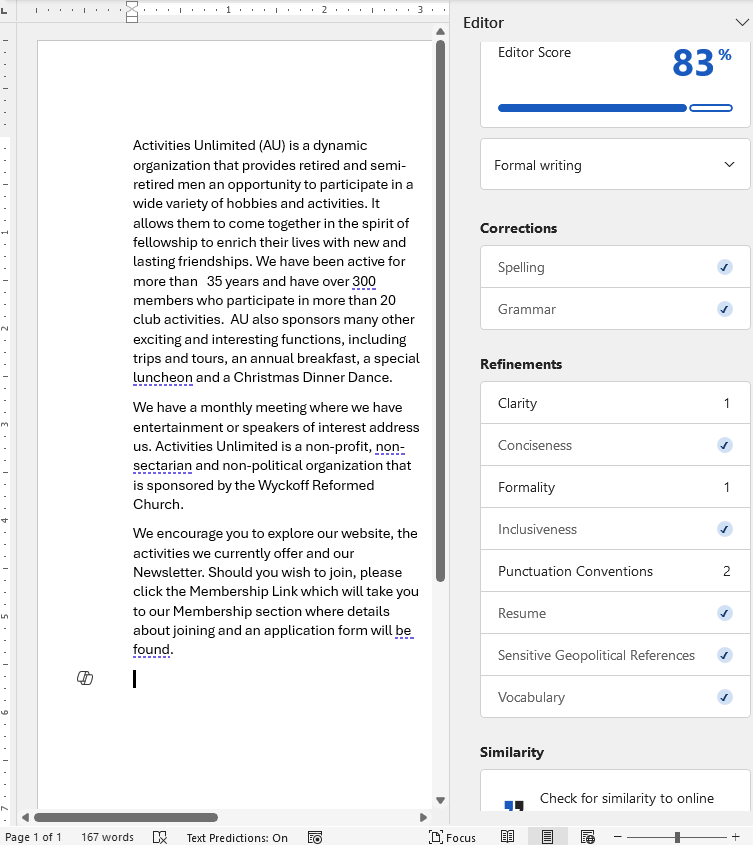 1 2 3
Editor
Editor Score
83%
Formal writing
Corrections
Spelling
Grammar
Refinements
Clarity 1
Conciseness
Formality 1
Inclusiveness
Punctuation Conventions 2
Resume
Sensitive Geopolitical References
Vocabulary
Similarity
Check for similarity to online
1
2
3
4
5
6
7
Activities Unlimited (AU) is a dynamic
organization that provides retired and semi-
retired men an opportunity to participate in a
wide variety of hobbies and activities. It
allows them to come together in the spirit of
fellowship to enrich their lives with new and
lasting friendships. We have been active for
more than  35 years and have over 300
members who participate in more than 20
club activities.  AU also sponsors many other
exciting and interesting functions, including
trips and tours, an annual breakfast, a special
luncheon and a Christmas Dinner Dance.
We have a monthly meeting where we have
entertainment or speakers of interest address
us. Activities Unlimited is a non-profit, non-
sectarian and non-political organization that
is sponsored by the Wyckoff Reformed
Church.
We encourage you to explore our website, the
activities we currently offer and our
Newsletter. Should you wish to join, please
click the Membership Link which will take you
to our Membership section where details
about joining and an application form will be
found.
Page 1 of 1 167 words Text Predictions: On Focus